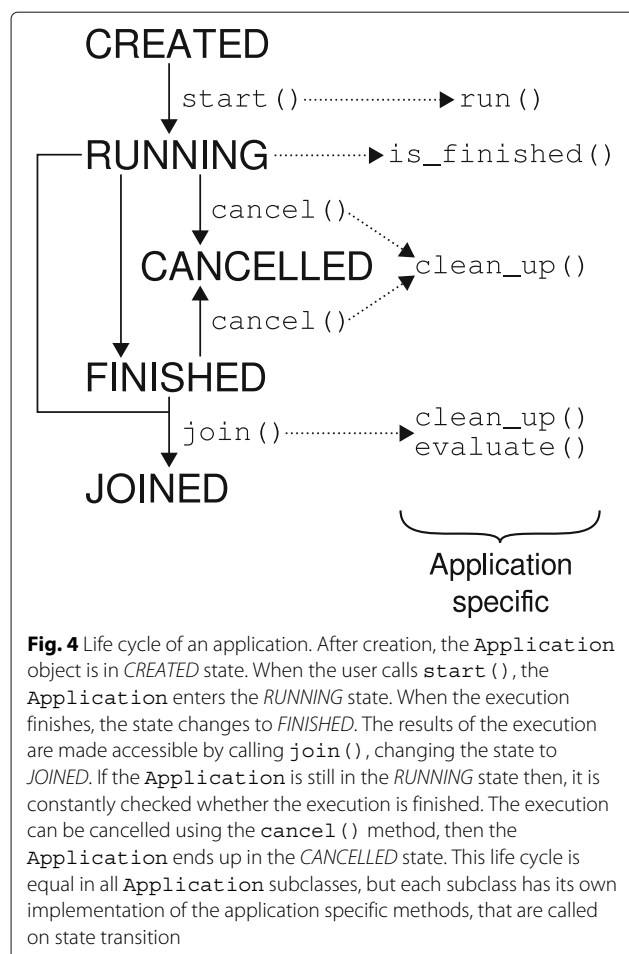 CREATED
start() run()
RUNNING is_finished()
cancel()
CANCELLED clean_up()
cancel()
FINISHED
join() clean_up()
evaluate()
JOINED
Application
specific
Fig. 4 Life cycle of an application. After creation, the Application
object is in CREATED state. When the user calls start(), the
Application enters the RUNNING state. When the execution
finishes, the state changes to FINISHED. The results of the execution
are made accessible by calling join(), changing the state to
JOINED. If the Application is still in the RUNNING state then, it is
constantly checked whether the execution is finished. The execution
can be cancelled using the cancel() method, then the
Application ends up in the CANCELLED state. This life cycle is
equal in all Application subclasses, but each subclass has its own
implementation of the application specific methods, that are called
on state transition